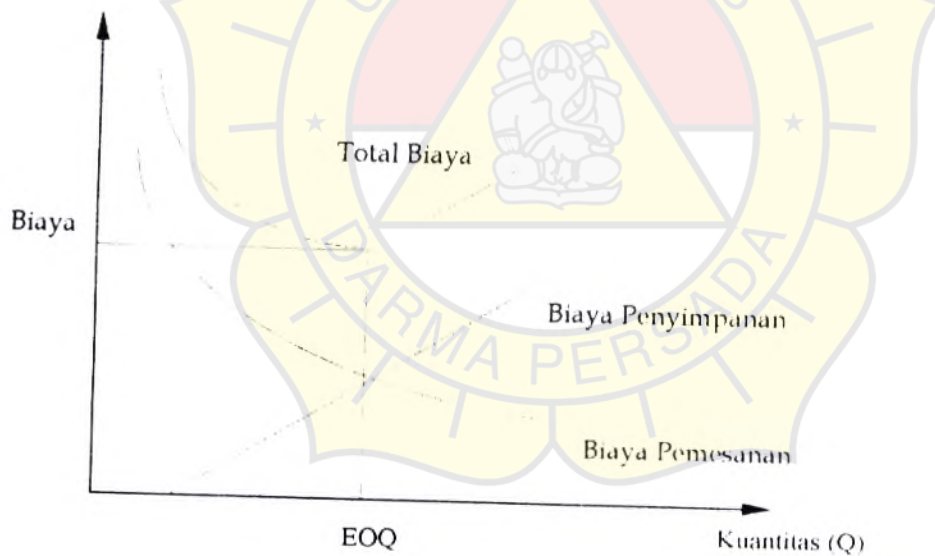 Total Biaya
Biaya
Biaya Penyimpanan
Biaya Pemesanan
EOQ
Kuantitas (Q)
DARMA PERSADA